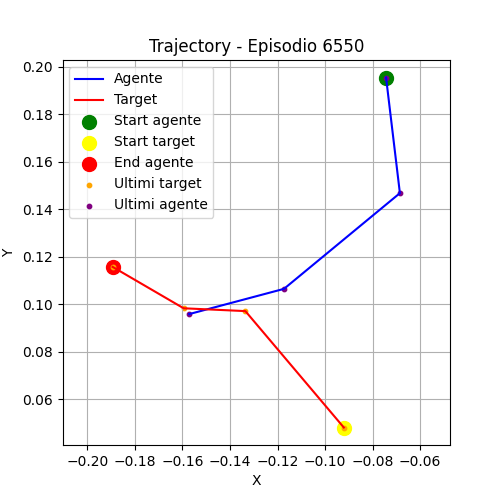 Trajectory - Episodio 6550
Agente
Target
Start agente
Start target
End agente
Ultimi target
Ultimi agente
Y
0.20
0.18
0.16
0.14
0.12
0.10
0.08
0.06
−0.20 −0.18 −0.16 −0.14 −0.12 −0.10 −0.08 −0.06
X